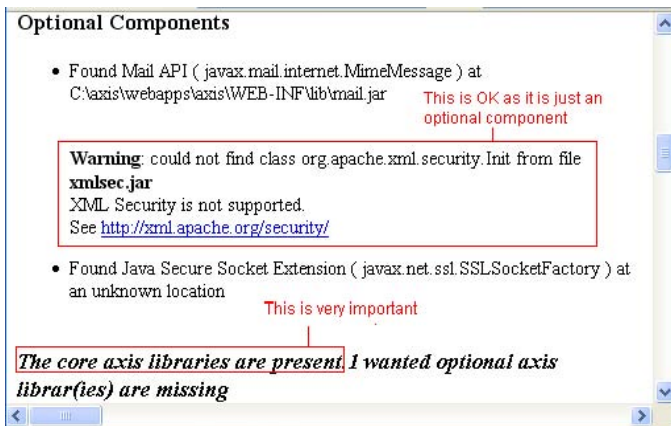 Optional Components
• Found Mail API ( javax.mail.internet.MimeMessage ) at
C:\axis\webapps\axis\WEB-INF\lib\mail.jar
This is OK as it is just an
optional component
Warning: could not find class org.apache.xml.security.Init from file
xmlsec.jar
XML Security is not supported.
See http://xml.apache.org/security/
• Found Java Secure Socket Extension ( javax.net.ssl.SSLSocketFactory ) at
an unknown location
This is very important
The core axis libraries are present. 1 wanted optional axis
librar(ies) are missing